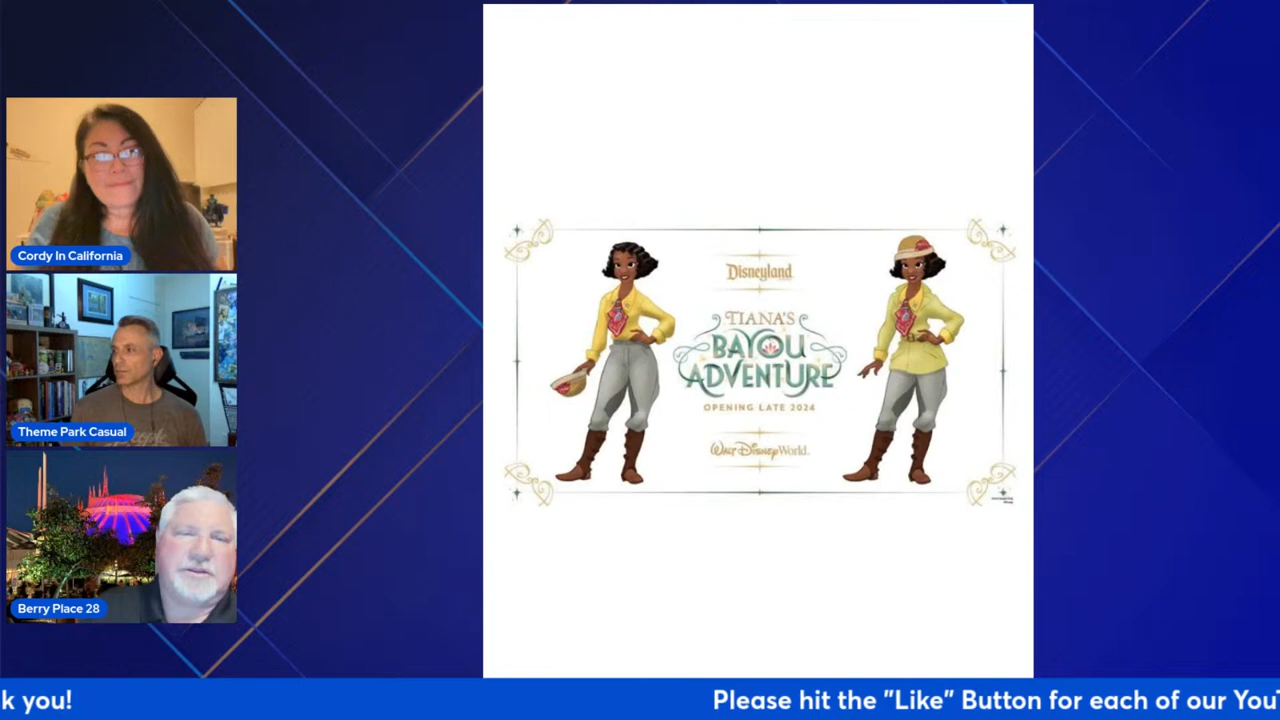 Cordy In California
Theme Park Casual
Berry Place 28
Disneyland
TIANA'S
BAYOU
ADVENTURE
OPENING LATE 2024
Walt Disney World.
k you!
Please hit the "Like" Button for each of our You